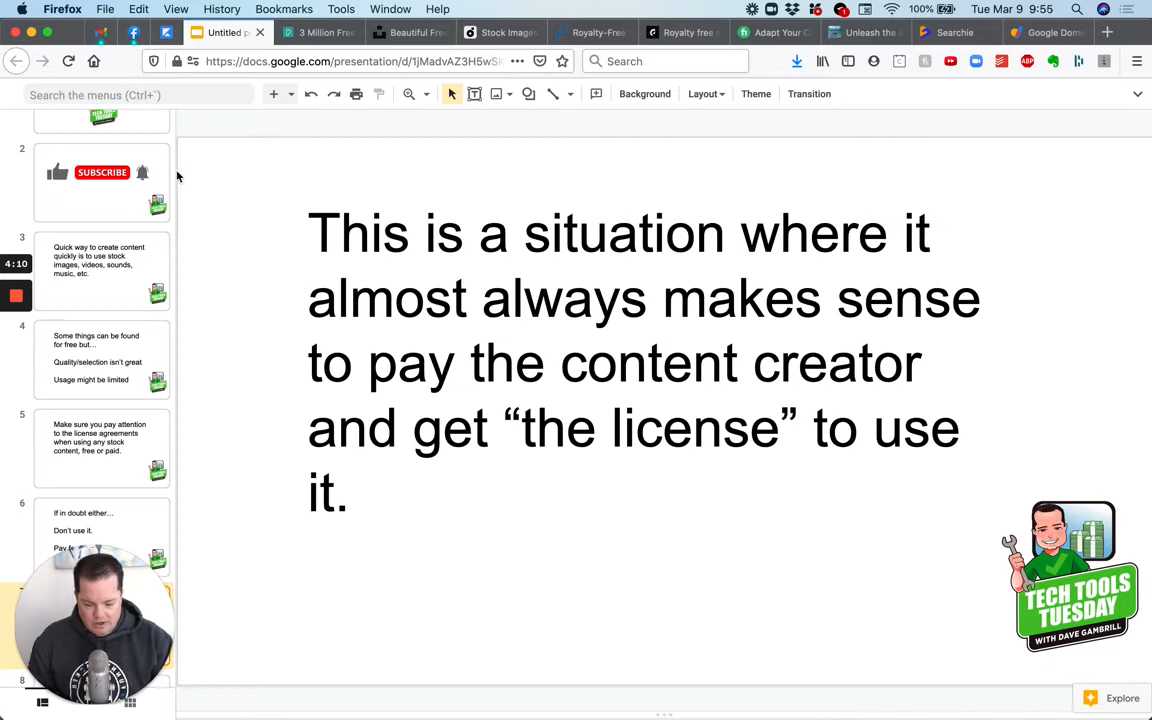 Firefox File Edit View History Bookmarks Tools Window Help
100% Tue Mar 9 9:55
Untitled p
3 Million Free
Beautiful Free
Stock Images
Royalty-Free
Royalty free m
Adapt Your C
Unleash the
Searchie
Google Dom
https://docs.google.com/presentation/d/1jMadvAZ3H5wSk
Search
Search the menus (Ctrl+`)
Background
Layout
Theme
Transition
2
SUBSCRIBE
3
Quick way to create content
quickly is to use stock
images, videos, sounds,
music, etc.
4:10
4
Some things can be found
for free but…
Quality/selection isn't great
Usage might be limited
5
Make sure you pay attention
to the license agreements
when using any stock
content, free or paid.
6
If in doubt either…
Don't use it.
8
This is a situation where it
almost always makes sense
to pay the content creator
and get “the license” to use
it.
TECH TOOLS
TUESDAY
WITH DAVE GAMBRILL
Explore